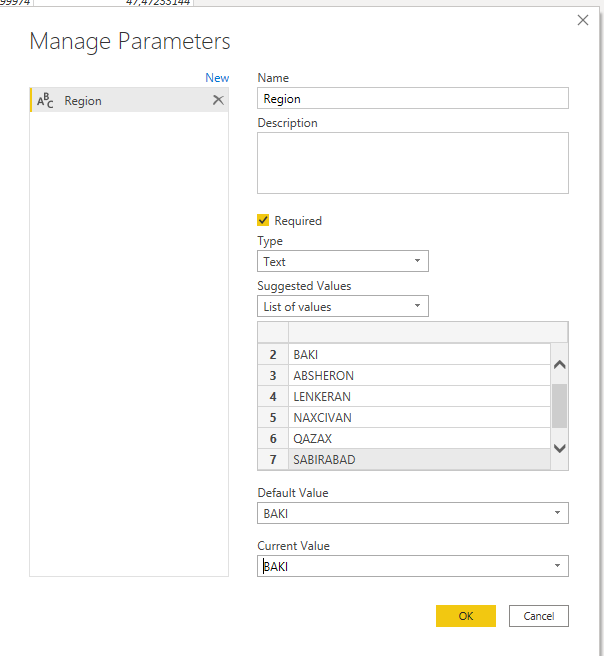 47,47233144
Manage Parameters
New
ABC Region
Name
Region
Description
Required
Type
Text
Suggested Values
List of values
2 BAKI
3 ABSHERON
4 LENKERAN
5 NAXCIVAN
6 QAZAX
7 SABIRABAD
Default Value
BAKI
Current Value
BAKI
OK Cancel